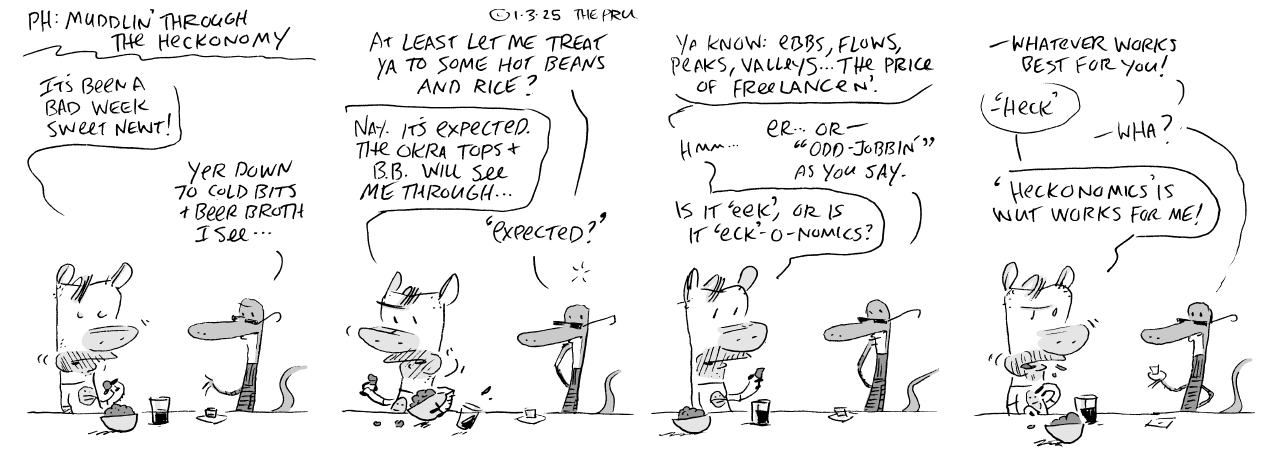 PH: MUDDLIN' THROUGH
THE HECKONOMY
©1·3·25 THE PRU.
IT'S BEEN A
BAD WEEK
SWEET NEWT!
YER DOWN
TO COLD BITS
+ BEER BROTH
I SEE...
AT LEAST LET ME TREAT
YA TO SOME HOT BEANS
AND RICE?
NAY. IT'S EXPECTED.
THE OKRA TOPS +
B.B. WILL SEE
ME THROUGH...
"EXPECTED?"
YA KNOW: EBBS, FLOWS,
PEAKS, VALLEYS... THE PRICE
OF FREELANCEN'.
HMM...
ER... OR—
"ODD-JOBBIN'"
AS YOU SAY.
IS IT 'EEK', OR IS
IT 'ECK'-O-NOMICS?
—WHATEVER WORKS
BEST FOR YOU!
-'HECK'
—WHA?
'HECKONOMICS' IS
WUT WORKS FOR ME!